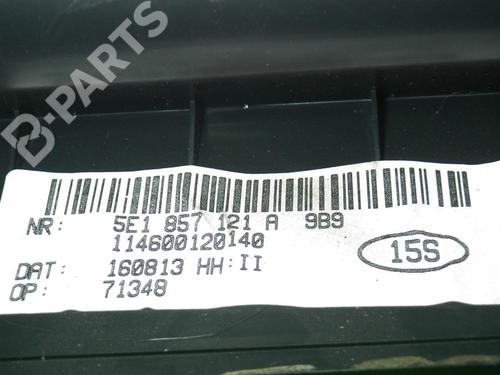 B-PARTS
NR: 5E1 857 121 A 9B9
114600120140
DAT: 160813 HH:II
OP: 71348
15S